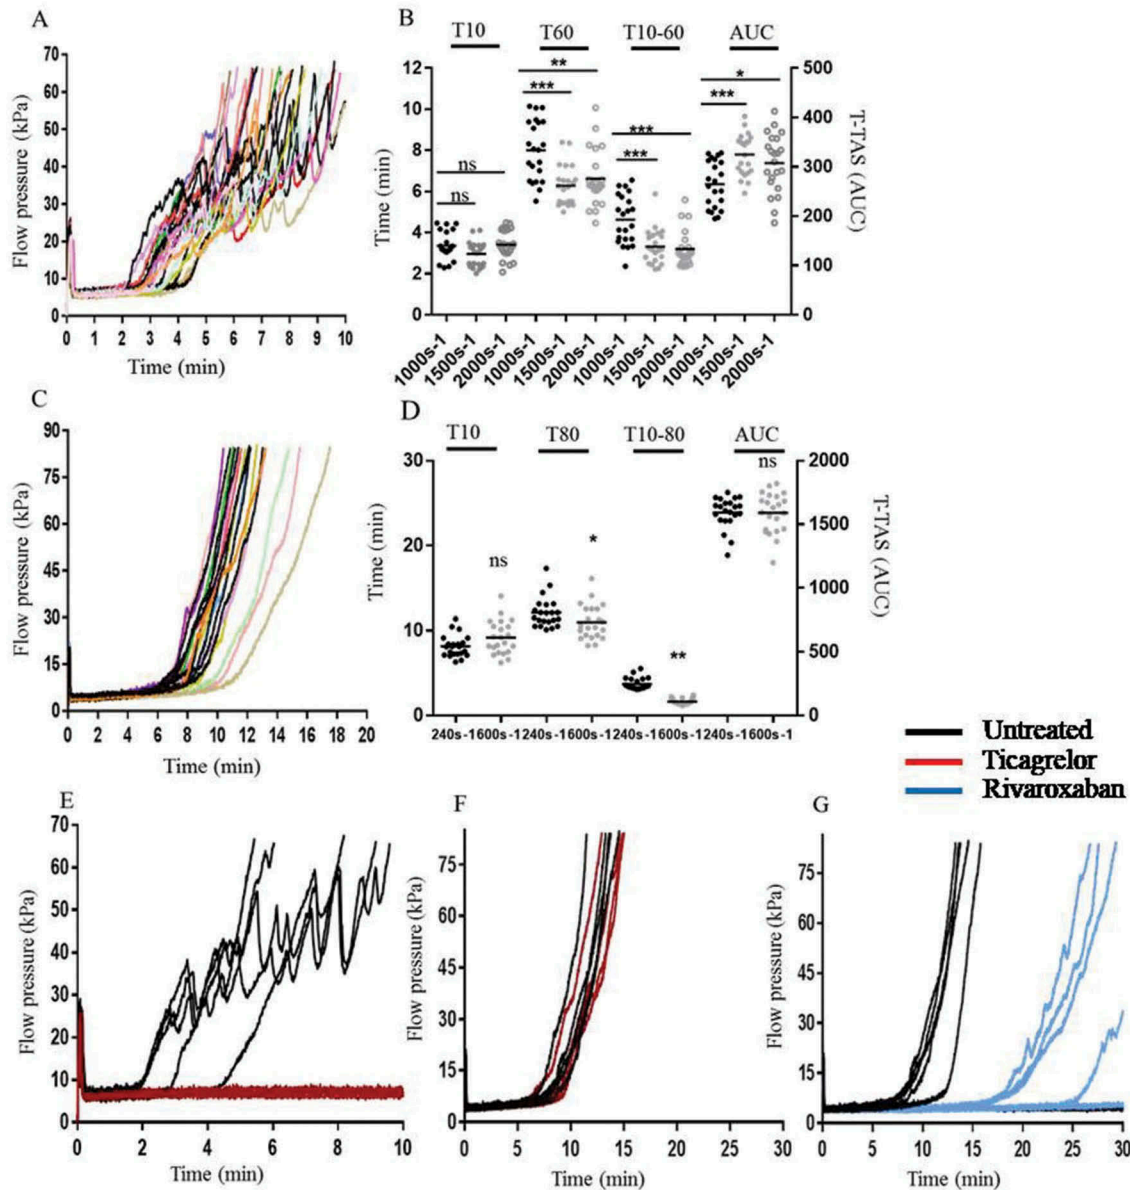 A
Flow pressure (kPa)
70
60
50
40
30
20
10
0
0 1 2 3 4 5 6 7 8 9 10
Time (min)
B
T10 T60 T10-60 AUC
Time (min)
12
10
8
6
4
2
0
ns
ns
**
***
***
***
*
***
500
400
300
200
100
0
T-TAS (AUC)
1000s-1 1500s-1 2000s-1 1000s-1 1500s-1 2000s-1 1000s-1 1500s-1 2000s-1 1000s-1 1500s-1 2000s-1
C
Flow pressure (kPa)
90
75
60
45
30
15
0
0 2 4 6 8 10 12 14 16 18 20
Time (min)
D
T10 T80 T10-80 AUC
Time (min)
30
20
10
0
ns
*
**
ns
2000
1500
1000
500
0
T-TAS (AUC)
240s-1 600s-1 240s-1 600s-1 240s-1 600s-1 240s-1 600s-1
Untreated
Ticagrelor
Rivaroxaban
E
Flow pressure (kPa)
70
60
50
40
30
20
10
0
0 2 4 6 8 10
Time (min)
F
Flow pressure (kPa)
75
60
45
30
15
0
0 5 10 15 20 25 30
Time (min)
G
Flow pressure (kPa)
75
60
45
30
15
0
0 5 10 15 20 25 30
Time (min)